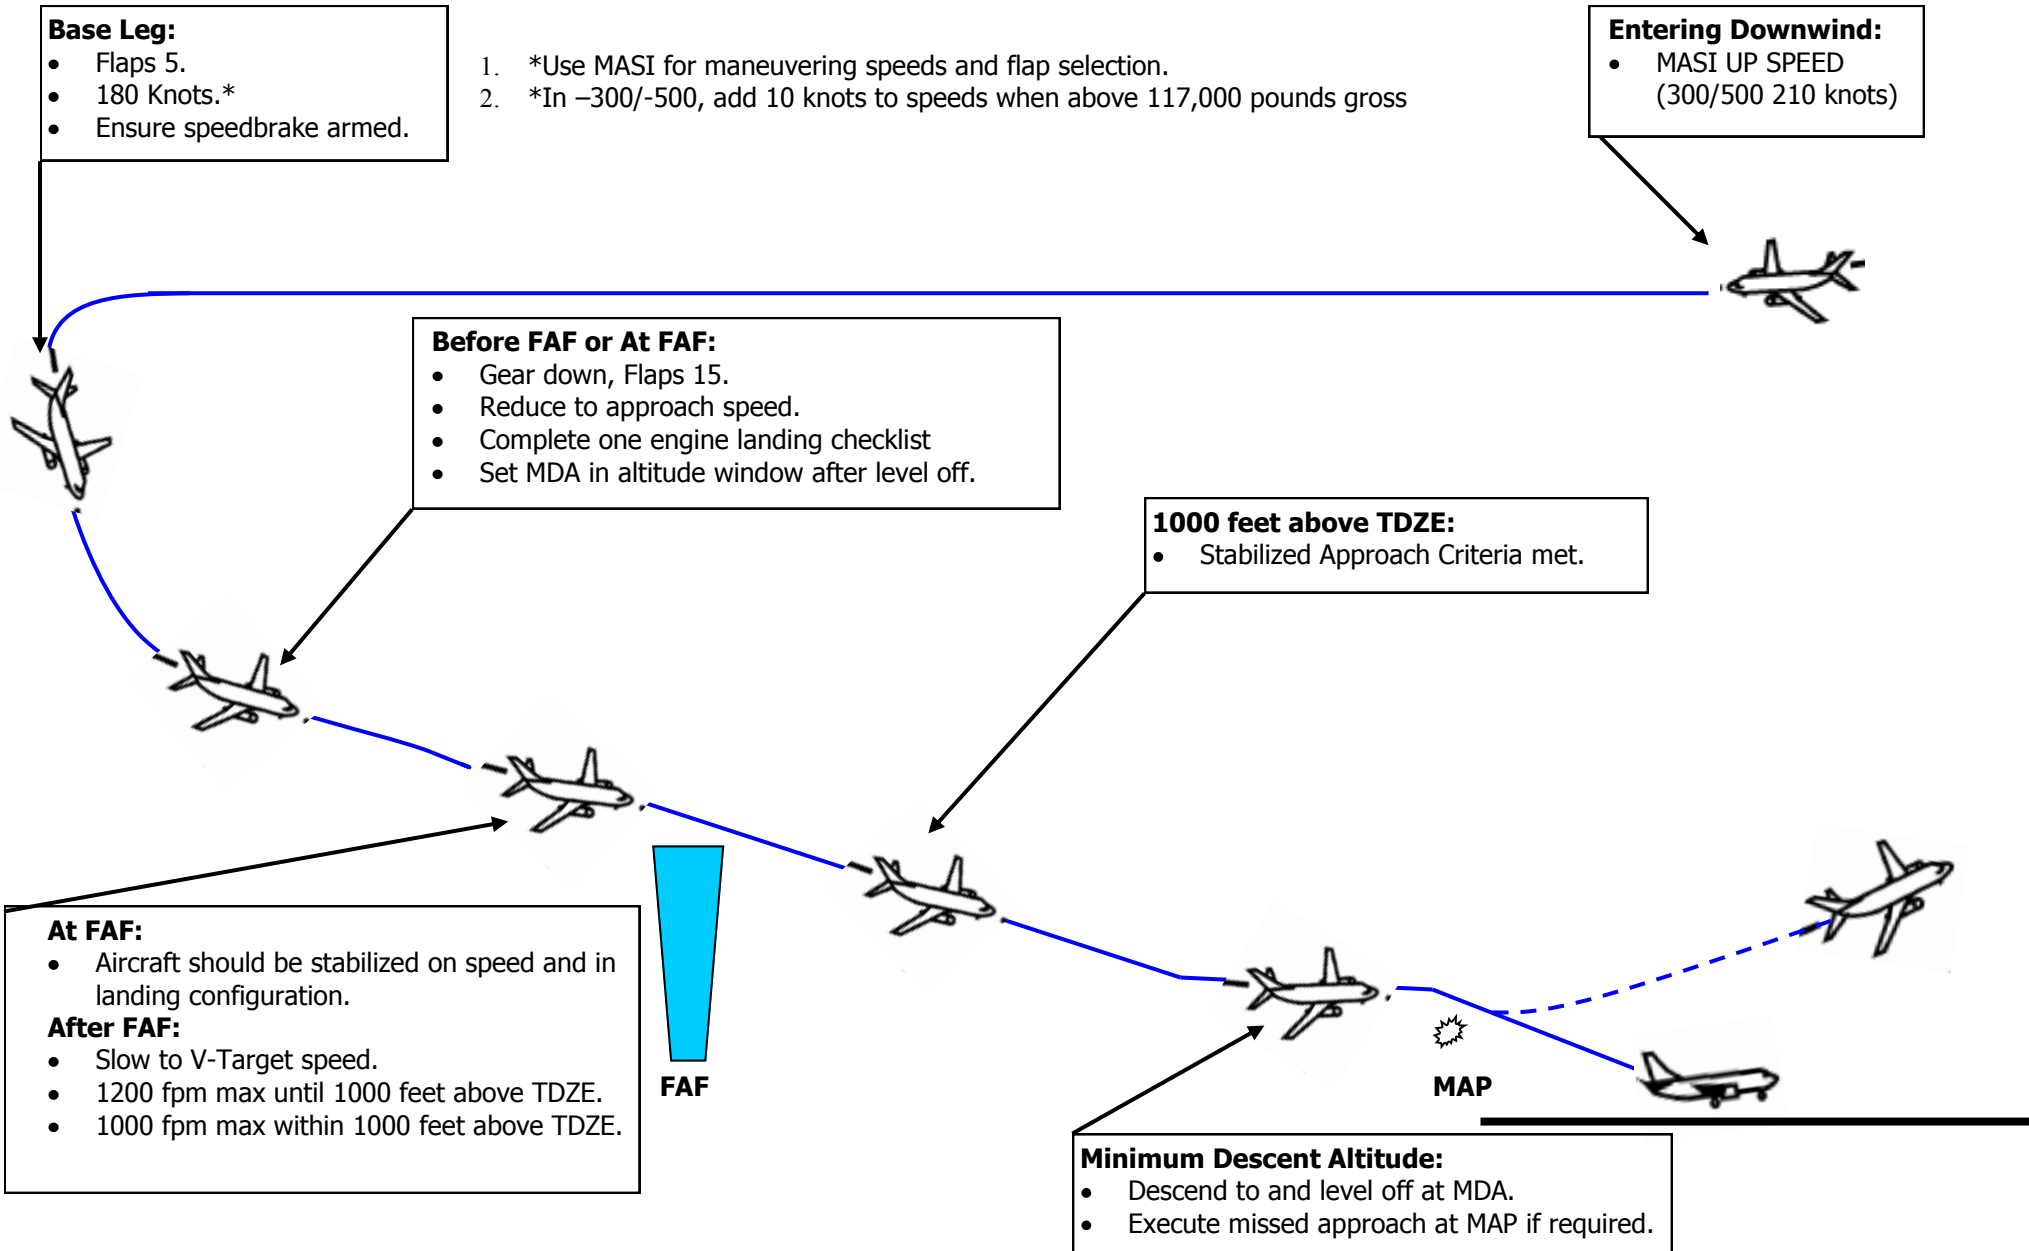 Base Leg:
• Flaps 5.
• 180 Knots.*
• Ensure speedbrake armed.
1. *Use MASI for maneuvering speeds and flap selection.
2. *In –300/-500, add 10 knots to speeds when above 117,000 pounds gross
Entering Downwind:
• MASI UP SPEED
(300/500 210 knots)
Before FAF or At FAF:
• Gear down, Flaps 15.
• Reduce to approach speed.
• Complete one engine landing checklist
• Set MDA in altitude window after level off.
1000 feet above TDZE:
• Stabilized Approach Criteria met.
At FAF:
• Aircraft should be stabilized on speed and in
landing configuration.
After FAF:
• Slow to V-Target speed.
• 1200 fpm max until 1000 feet above TDZE.
• 1000 fpm max within 1000 feet above TDZE.
FAF
MAP
Minimum Descent Altitude:
• Descend to and level off at MDA.
• Execute missed approach at MAP if required.